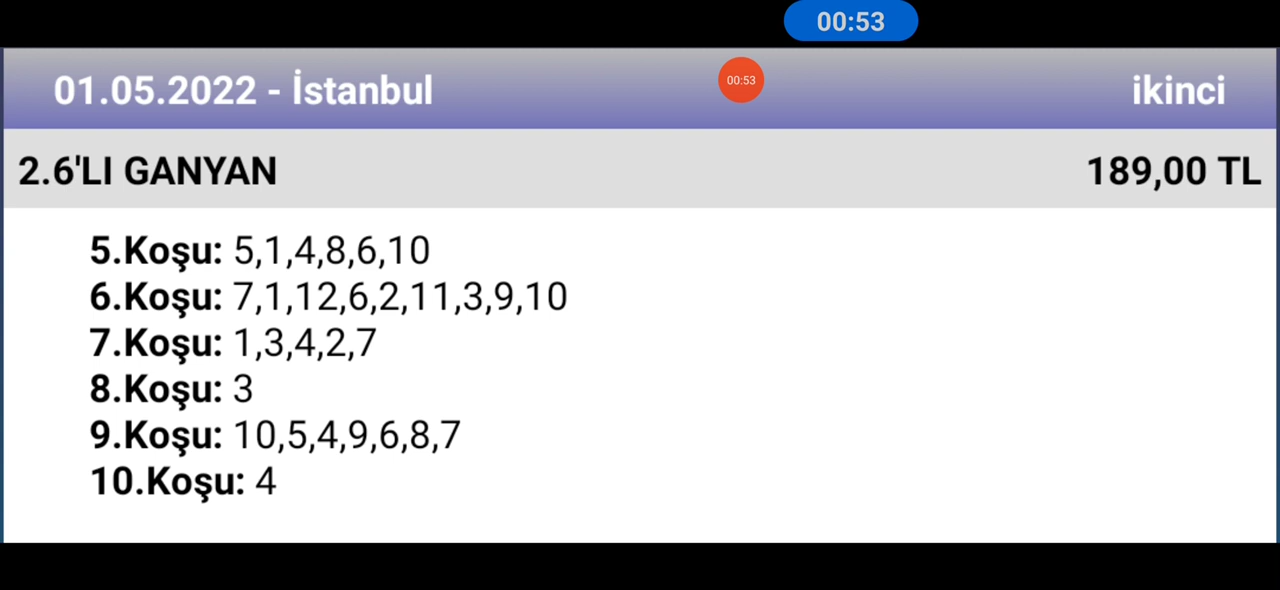 00:53
01.05.2022 - İstanbul 00:53 ikinci
2.6'LI GANYAN 189,00 TL
5.Koşu: 5,1,4,8,6,10
6.Koşu: 7,1,12,6,2,11,3,9,10
7.Koşu: 1,3,4,2,7
8.Koşu: 3
9.Koşu: 10,5,4,9,6,8,7
10.Koşu: 4